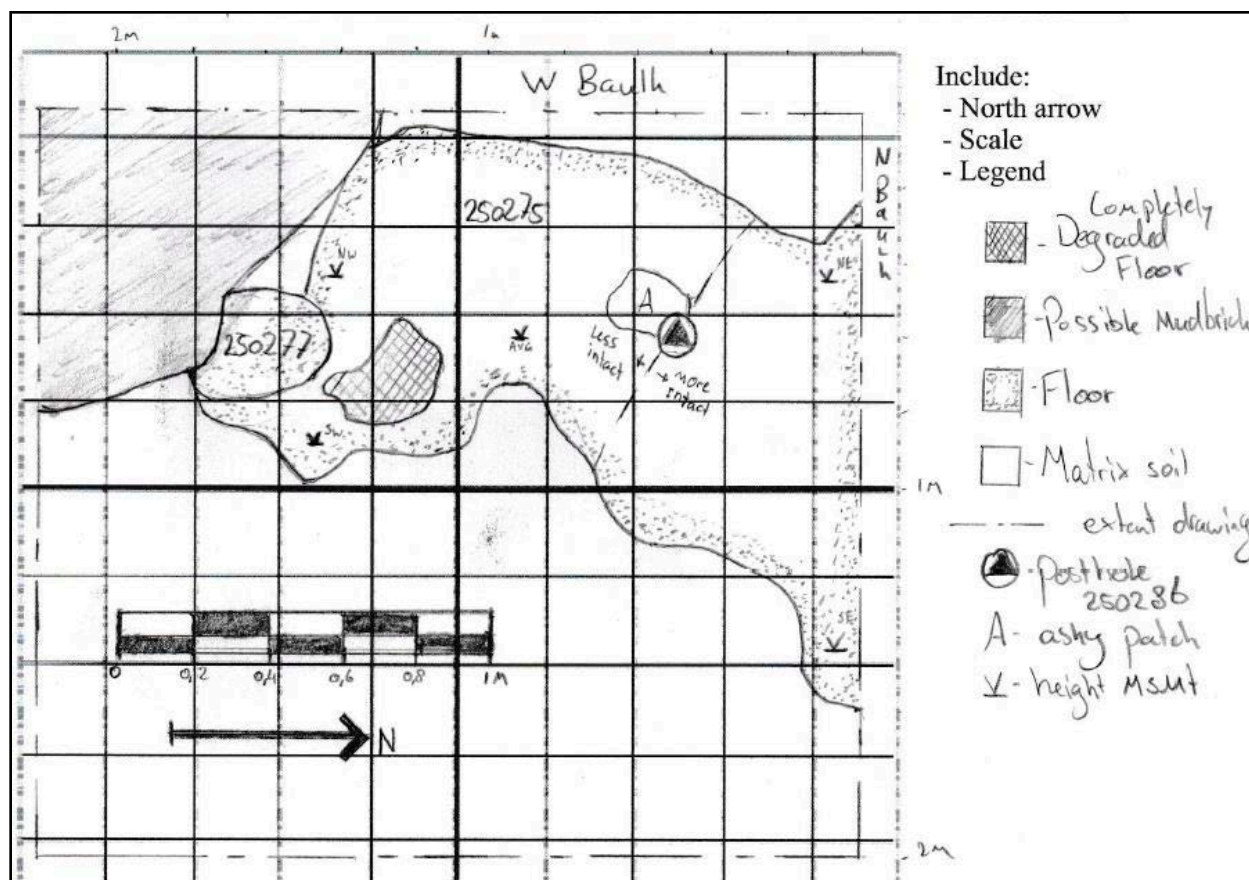 2m
1m
W Baulk
N Baulk
250275
NW
NE
A
250277
AVG
Less
intact
More
intact
SW
1M
SE
0
0,2
0,4
0,6
0,8
1M
N
2m
Include:
- North arrow
- Scale
- Legend
- Completely
Degraded
Floor
- Possible Mudbrick
- Floor
- Matrix soil
extant drawing
- posthole
250286
A - ashy patch
- height MSMt